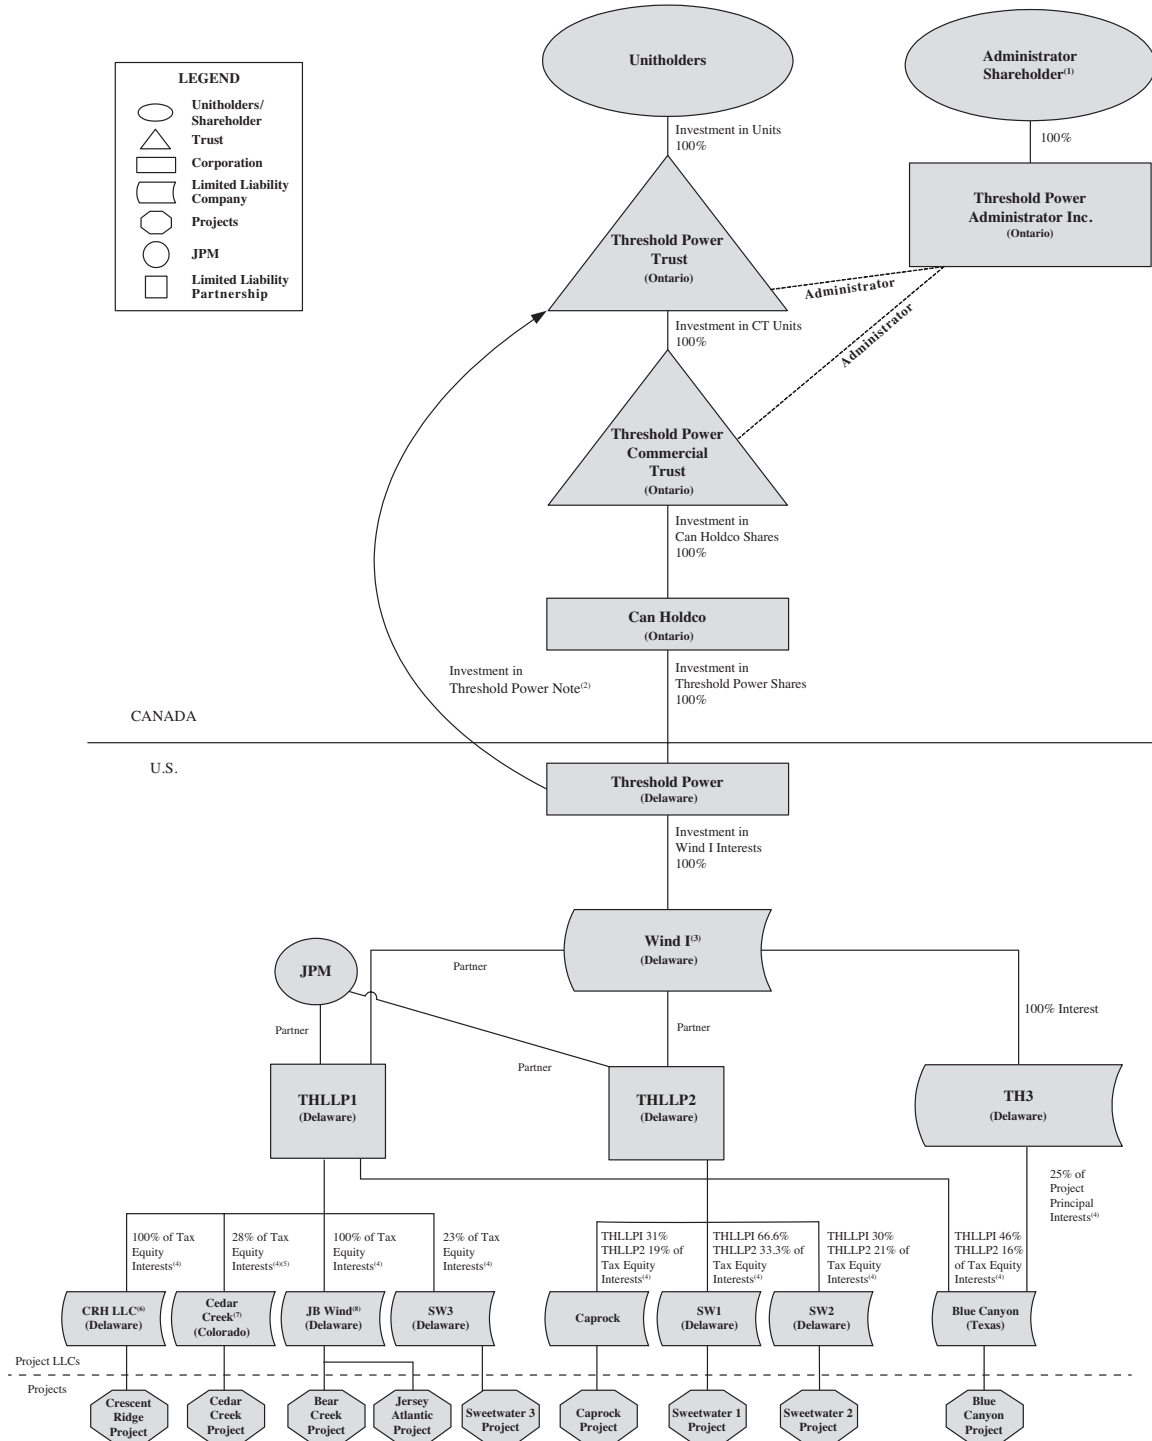 Unitholders
Administrator
Shareholder(1)
LEGEND
Unitholders/
Shareholder
Trust
Corporation
Limited Liability
Company
Projects
JPM
Limited Liability
Partnership
Investment in Units
100%
100%
Threshold Power
Administrator Inc.
(Ontario)
Threshold Power
Trust
(Ontario)
Administrator
Administrator
Investment in CT Units
100%
Threshold Power
Commercial
Trust
(Ontario)
Investment in
Can Holdco Shares
100%
Can Holdco
(Ontario)
Investment in
Threshold Power Note(2)
Investment in
Threshold Power Shares
100%
CANADA
U.S.
Threshold Power
(Delaware)
Investment in
Wind I Interests
100%
Wind I(3)
(Delaware)
JPM
Partner
Partner
Partner
Partner
100% Interest
THLLP1
(Delaware)
THLLP2
(Delaware)
TH3
(Delaware)
25% of
Project
Principal
Interests(4)
100% of Tax
Equity
Interests(4)
28% of Tax
Equity
Interests(4)(5)
100% of Tax
Equity
Interests(4)
23% of Tax
Equity
Interests(4)
THLLPI 31%
THLLP2 19% of
Tax Equity
Interests(4)
THLLPI 66.6%
THLLP2 33.3% of
Tax Equity
Interests(4)
THLLPI 30%
THLLP2 21% of
Tax Equity
Interests(4)
THLLPI 46%
THLLP2 16%
of Tax Equity
Interests(4)
CRH LLC(6)
(Delaware)
Cedar
Creek(7)
(Colorado)
JB Wind(8)
(Delaware)
SW3
(Delaware)
Caprock
SW1
(Delaware)
SW2
(Delaware)
Blue Canyon
(Texas)
Project LLCs
Projects
Crescent
Ridge
Project
Cedar
Creek
Project
Bear
Creek
Project
Jersey
Atlantic
Project
Sweetwater 3
Project
Caprock
Project
Sweetwater 1
Project
Sweetwater 2
Project
Blue
Canyon
Project